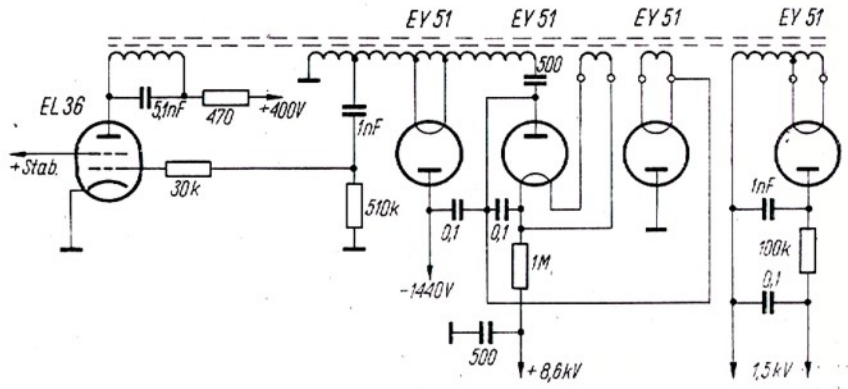 EY 51 EY 51 EY 51 EY 51
500
EL 36
5,1nF
470
+400V
1nF
+Stab.
30k
510k
0,1
0,1
1M
-1440V
500
+8,6kV
1nF
100k
0,1
1,5kV